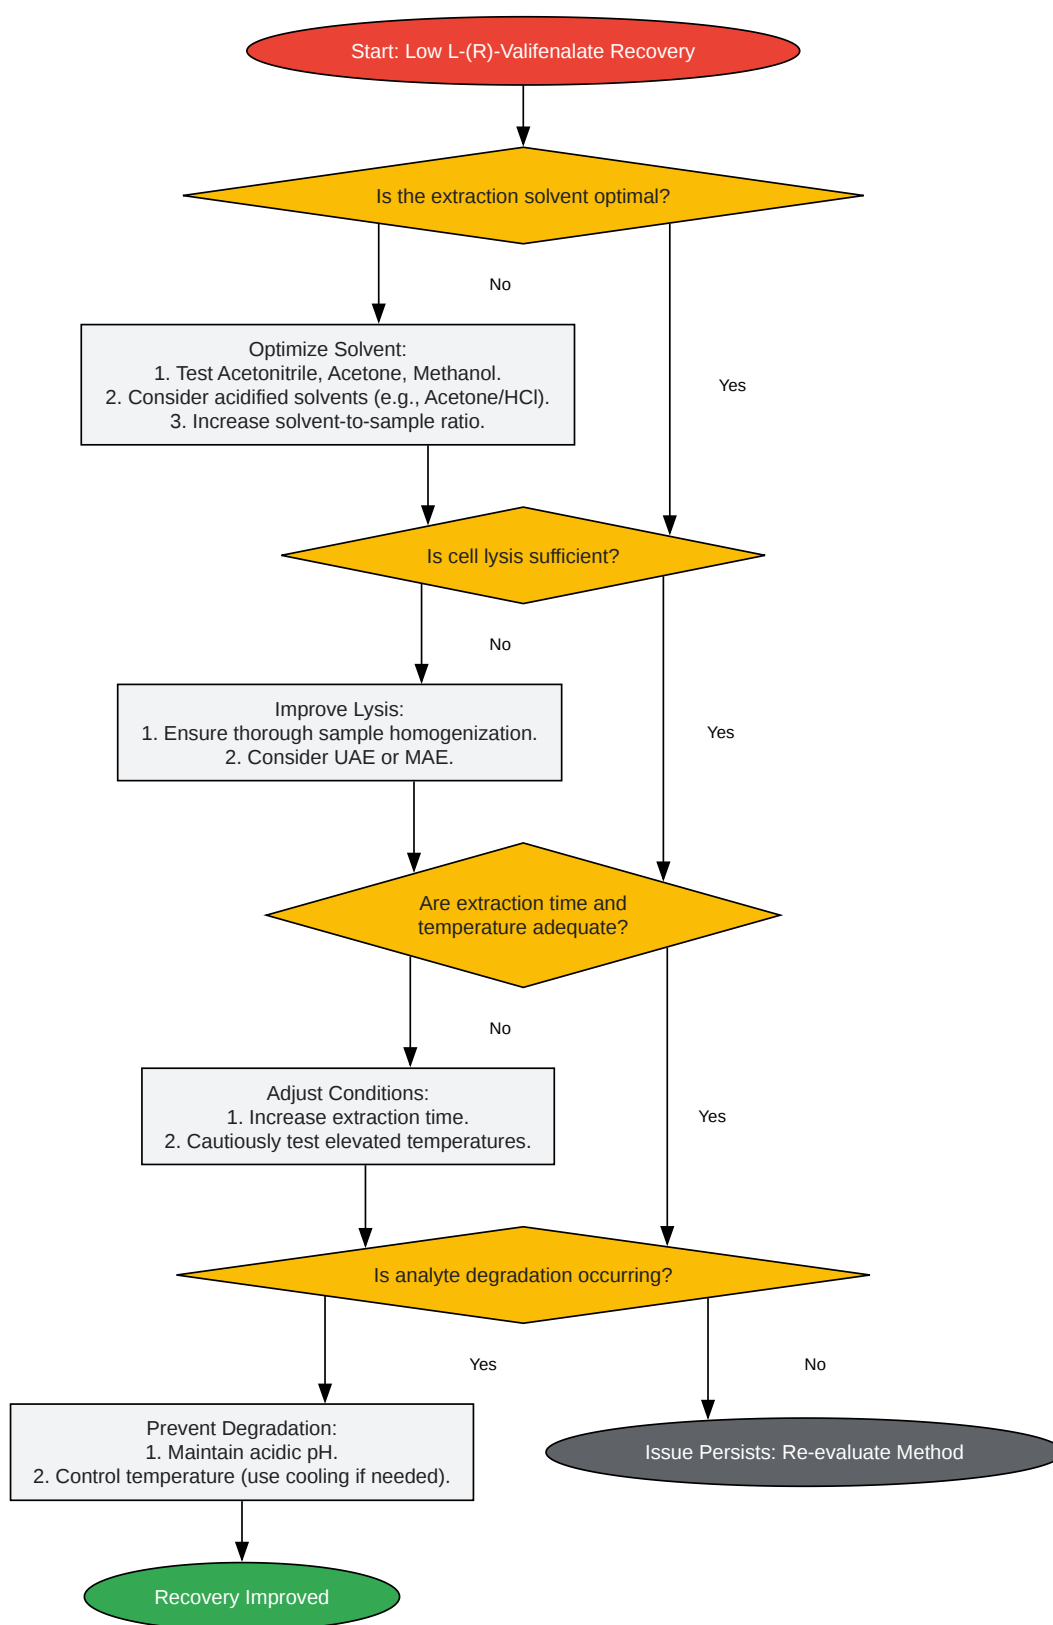 Start: Low L-(R)-Valifenalate Recovery
Is the extraction solvent optimal?
No
Optimize Solvent:
1. Test Acetonitrile, Acetone, Methanol.
2. Consider acidified solvents (e.g., Acetone/HCl).
3. Increase solvent-to-sample ratio.
Yes
Is cell lysis sufficient?
No
Improve Lysis:
1. Ensure thorough sample homogenization.
2. Consider UAE or MAE.
Yes
Are extraction time and
temperature adequate?
No
Adjust Conditions:
1. Increase extraction time.
2. Cautiously test elevated temperatures.
Yes
Is analyte degradation occurring?
Yes
No
Prevent Degradation:
1. Maintain acidic pH.
2. Control temperature (use cooling if needed).
Issue Persists: Re-evaluate Method
Recovery Improved